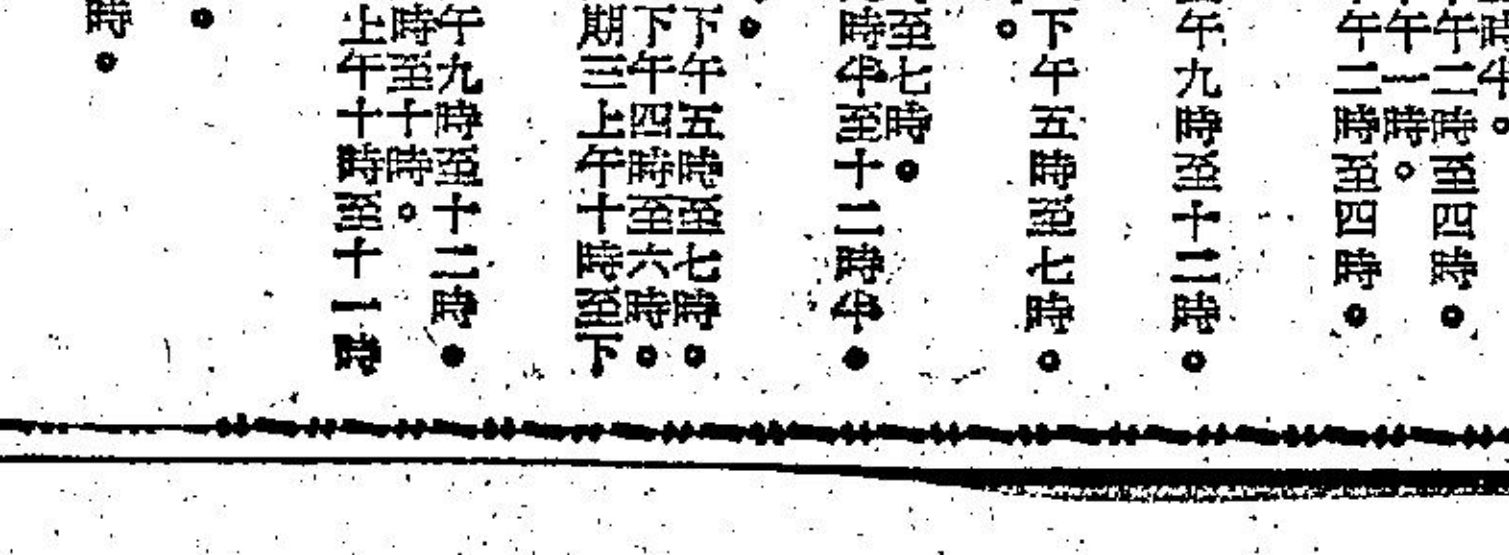 時半。
午二時至四時。
午一時。
午二時至四時。
午九時至十二時。
下午五時至七時。
。
至七時。
時半至十二時半。
。
下午五時至七時。
下午四時至六時。
期三上午十時至下
午九時至十二時。
時至十時。
上午十時至十一時
。
時。